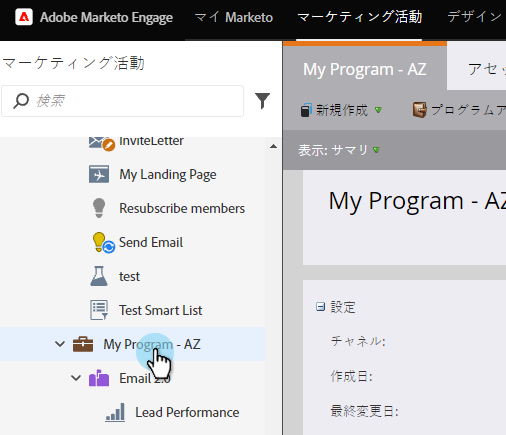 Adobe Marketo Engage
マイ Marketo
マーケティング活動
デザイン
マーケティング活動
My Program - AZ
アセッ
検索
新規作成
プログラムア
InviteLetter
表示: サマリ
My Landing Page
Resubscribe members
My Program - AZ
Send Email
test
Test Smart List
設定
My Program - AZ
チャネル:
Email 2.0
作成日:
Lead Performance
最終変更日: